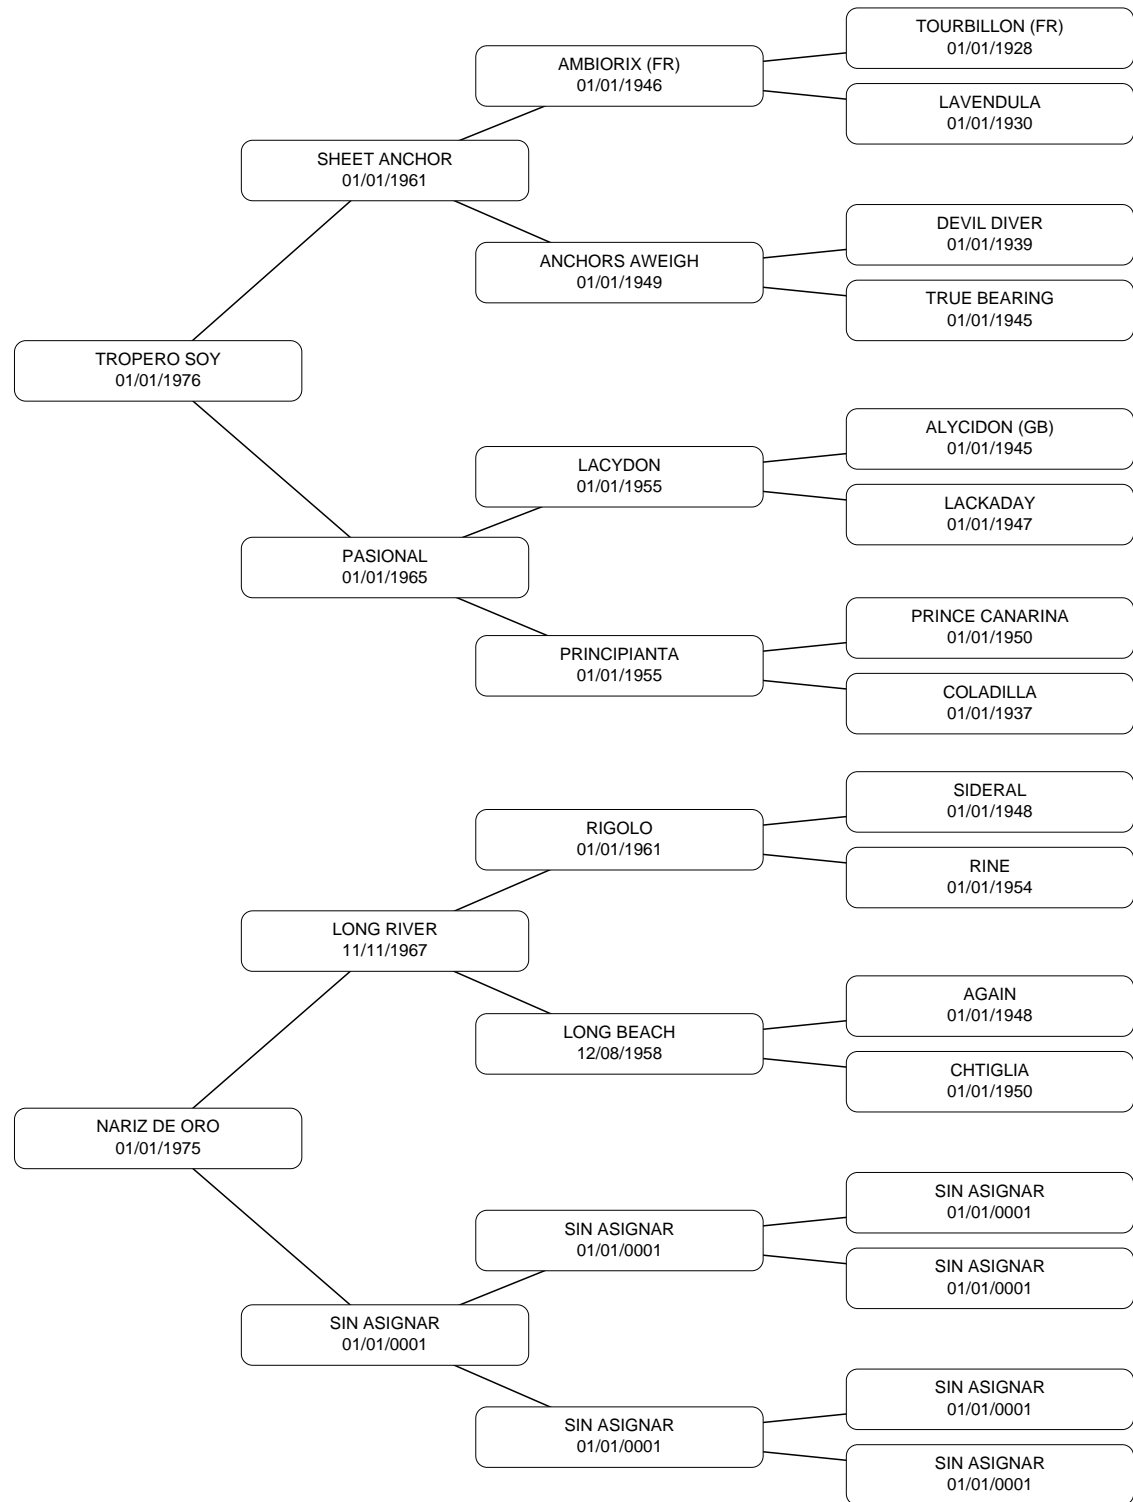 TOURBILLON (FR)
01/01/1928
AMBIORIX (FR)
01/01/1946
LAVENDULA
01/01/1930
SHEET ANCHOR
01/01/1961
DEVIL DIVER
01/01/1939
ANCHORS AWEIGH
01/01/1949
TRUE BEARING
01/01/1945
TROPERO SOY
01/01/1976
ALYCIDON (GB)
01/01/1945
LACYDON
01/01/1955
LACKADAY
01/01/1947
PASIONAL
01/01/1965
PRINCE CANARINA
01/01/1950
PRINCIPIANTA
01/01/1955
COLADILLA
01/01/1937
SIDERAL
01/01/1948
RIGOLO
01/01/1961
RINE
01/01/1954
LONG RIVER
11/11/1967
AGAIN
01/01/1948
LONG BEACH
12/08/1958
CHTIGLIA
01/01/1950
NARIZ DE ORO
01/01/1975
SIN ASIGNAR
01/01/0001
SIN ASIGNAR
01/01/0001
SIN ASIGNAR
01/01/0001
SIN ASIGNAR
01/01/0001
SIN ASIGNAR
01/01/0001
SIN ASIGNAR
01/01/0001
SIN ASIGNAR
01/01/0001